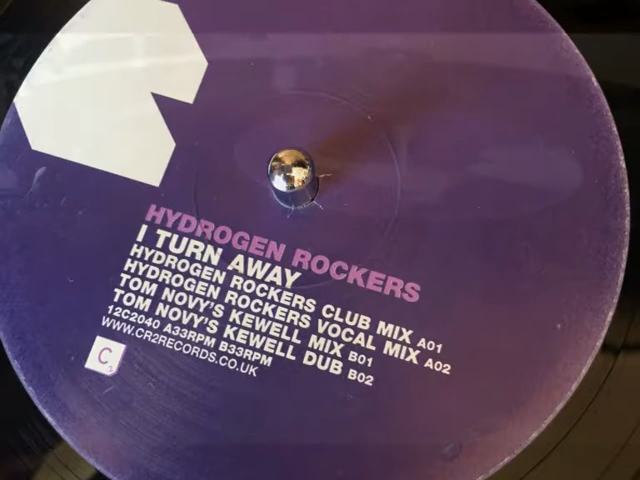 HYDROGEN ROCKERS
I TURN AWAY
HYDROGEN ROCKERS CLUB MIX A01
HYDROGEN ROCKERS VOCAL MIX A02
TOM NOVY'S KEWELL MIX B01
TOM NOVY'S KEWELL DUB B02
12C2040 A33RPM B33RPM
WWW.CR2RECORDS.CO.UK